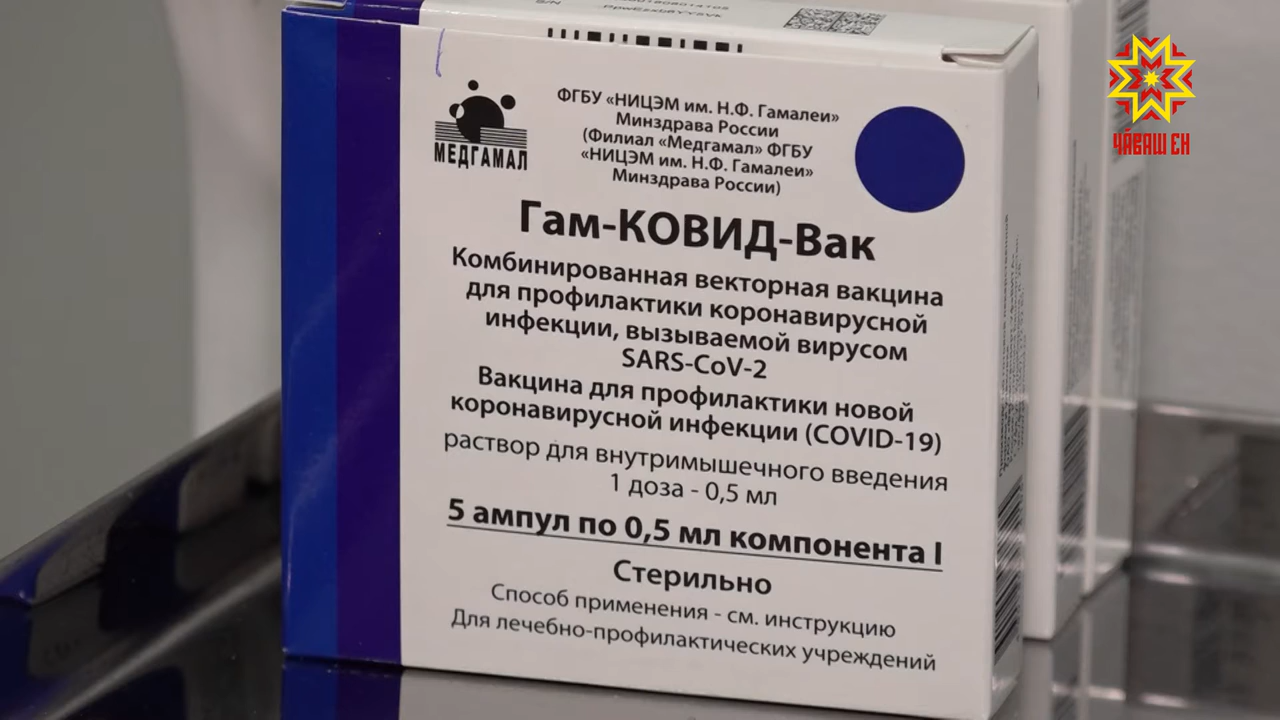 S/N
ФГБУ «НИЦЭМ им. Н.Ф. Гамалеи»
Минздрава России
(Филиал «Медгамал» ФГБУ
«НИЦЭМ им. Н.Ф. Гамалеи»
Минздрава России)
МЕДГАМАЛ
ЧӐВАШ ЕН
Гам-КОВИД-Вак
Комбинированная векторная вакцина
для профилактики коронавирусной
инфекции, вызываемой вирусом
SARS-CoV-2
Вакцина для профилактики новой
коронавирусной инфекции (COVID-19)
раствор для внутримышечного введения
1 доза - 0,5 мл
5 ампул по 0,5 мл компонента I
Стерильно
Способ применения - см. инструкцию
Для лечебно-профилактических учреждений